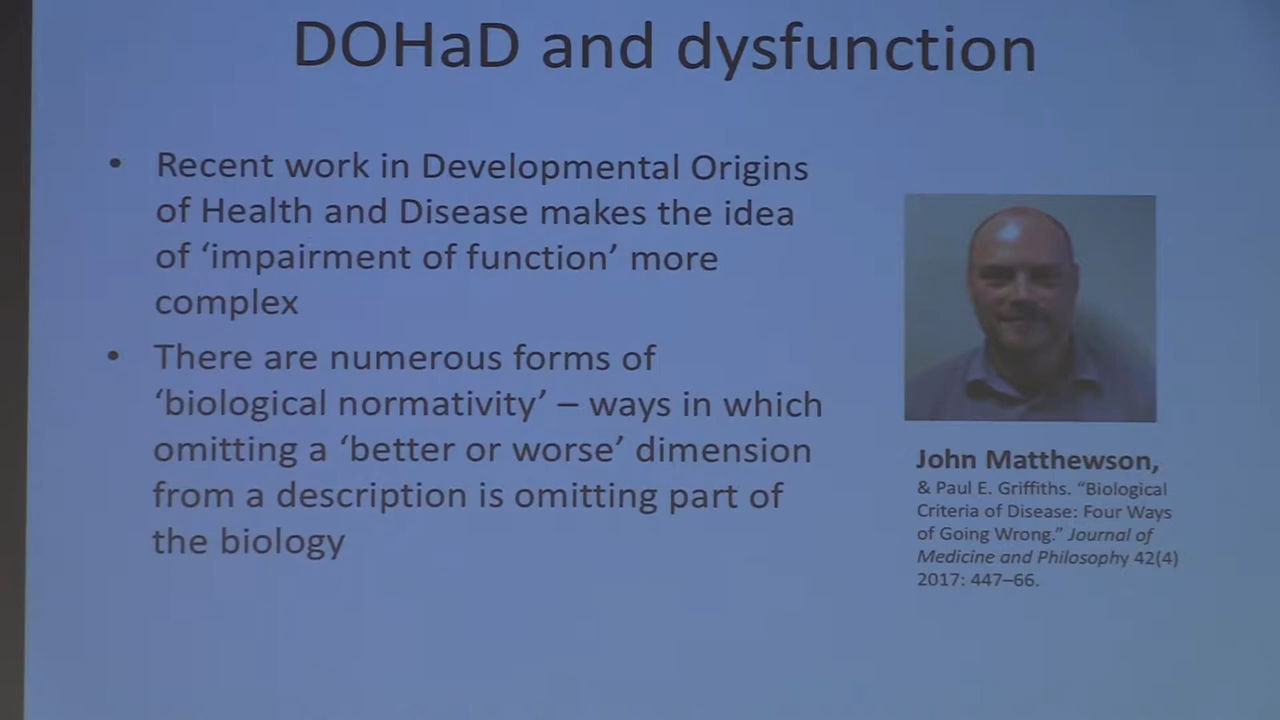 DOHaD and dysfunction
• Recent work in Developmental Origins
of Health and Disease makes the idea
of ‘impairment of function’ more
complex
• There are numerous forms of
‘biological normativity’ – ways in which
omitting a ‘better or worse’ dimension
from a description is omitting part of
the biology
John Matthewson,
& Paul E. Griffiths. “Biological
Criteria of Disease: Four Ways
of Going Wrong.” Journal of
Medicine and Philosophy 42(4)
2017: 447–66.